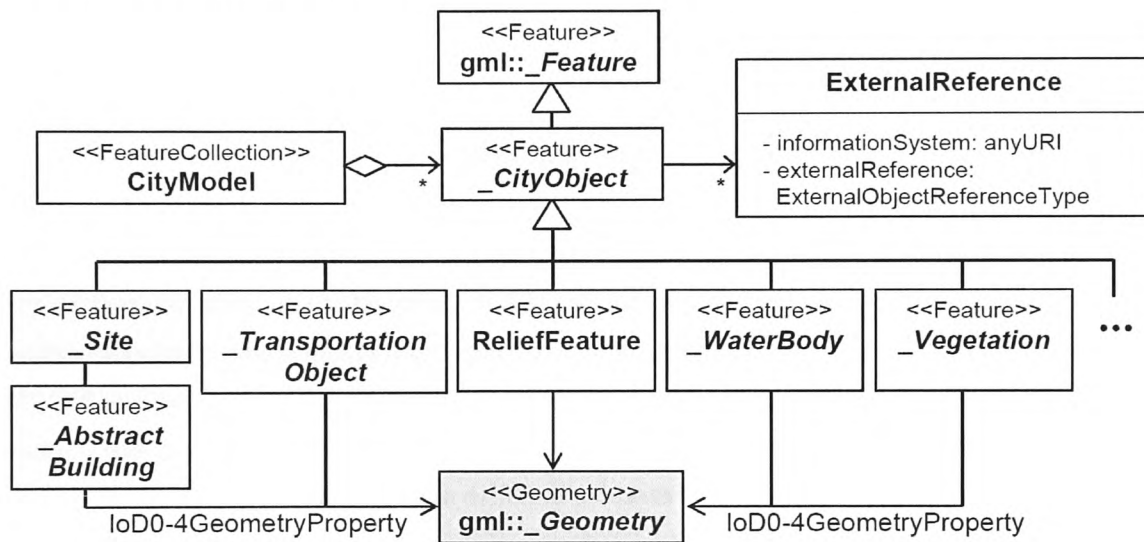 <<Feature>>
gml::_Feature
<<FeatureCollection>>
CityModel
*
<<Feature>>
_CityObject
*
ExternalReference
- informationSystem: anyURI
- externalReference:
ExternalObjectReferenceType
<<Feature>>
_Site
<<Feature>>
_Transportation
Object
<<Feature>>
ReliefFeature
<<Feature>>
_WaterBody
<<Feature>>
_Vegetation
...
<<Feature>>
_Abstract
Building
<<Geometry>>
gml::_Geometry
loD0-4GeometryProperty
loD0-4GeometryProperty